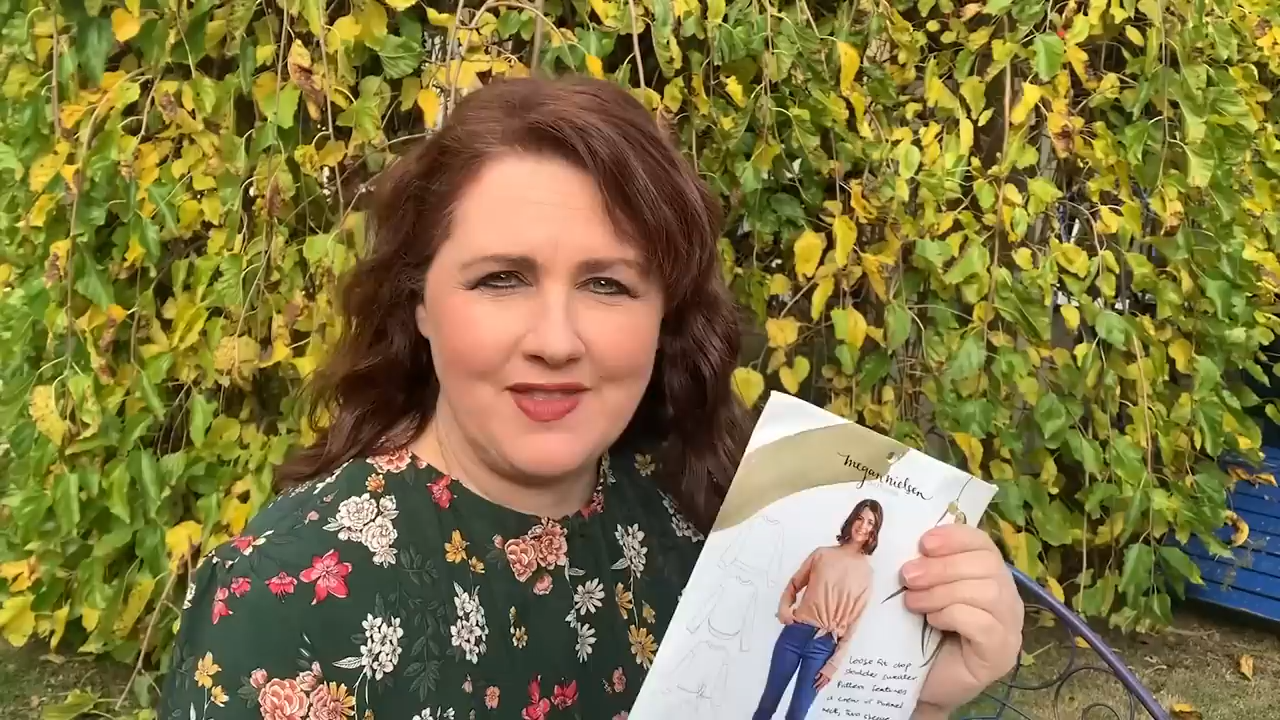 megan nielsen
Loose fit drop
shoulder sweater
Pattern features
a crew or funnel
neck, two sleeve